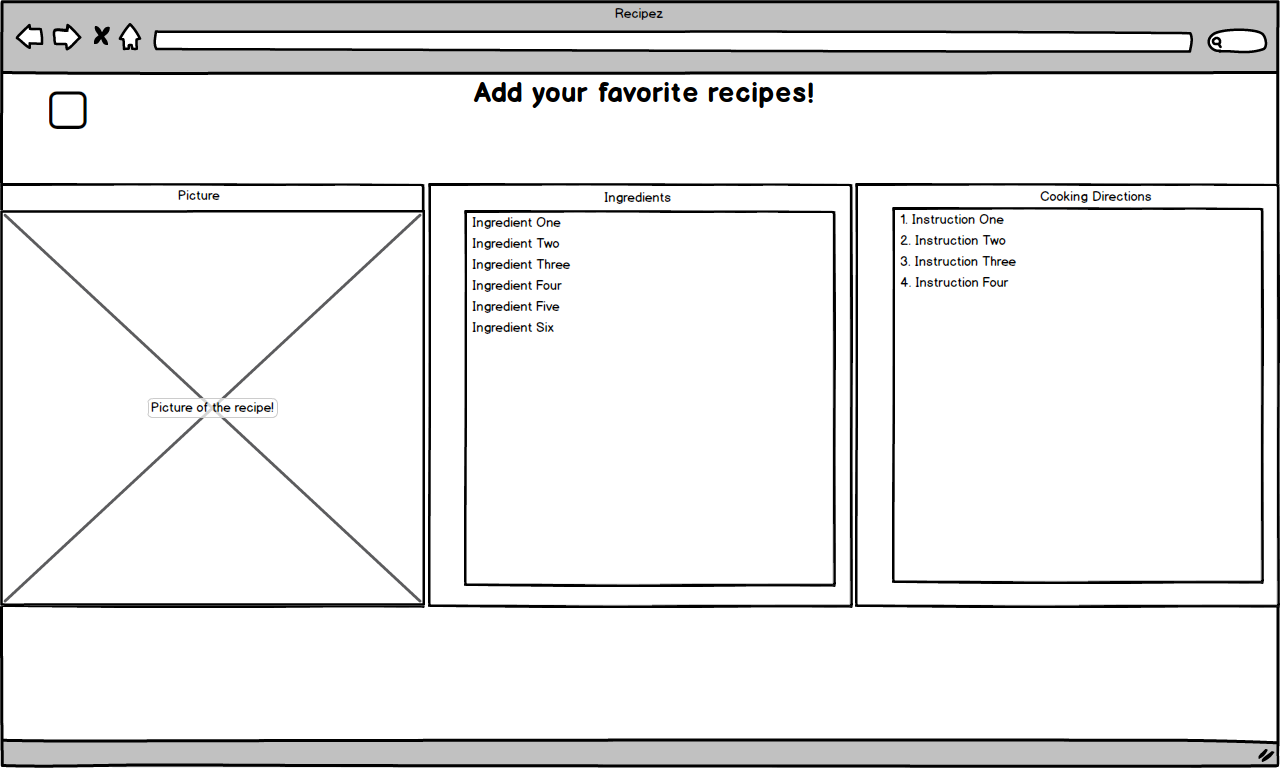 Recipez
Add your favorite recipes!
Picture
Picture of the recipe!
Ingredients
Ingredient One
Ingredient Two
Ingredient Three
Ingredient Four
Ingredient Five
Ingredient Six
Cooking Directions
1. Instruction One
2. Instruction Two
3. Instruction Three
4. Instruction Four